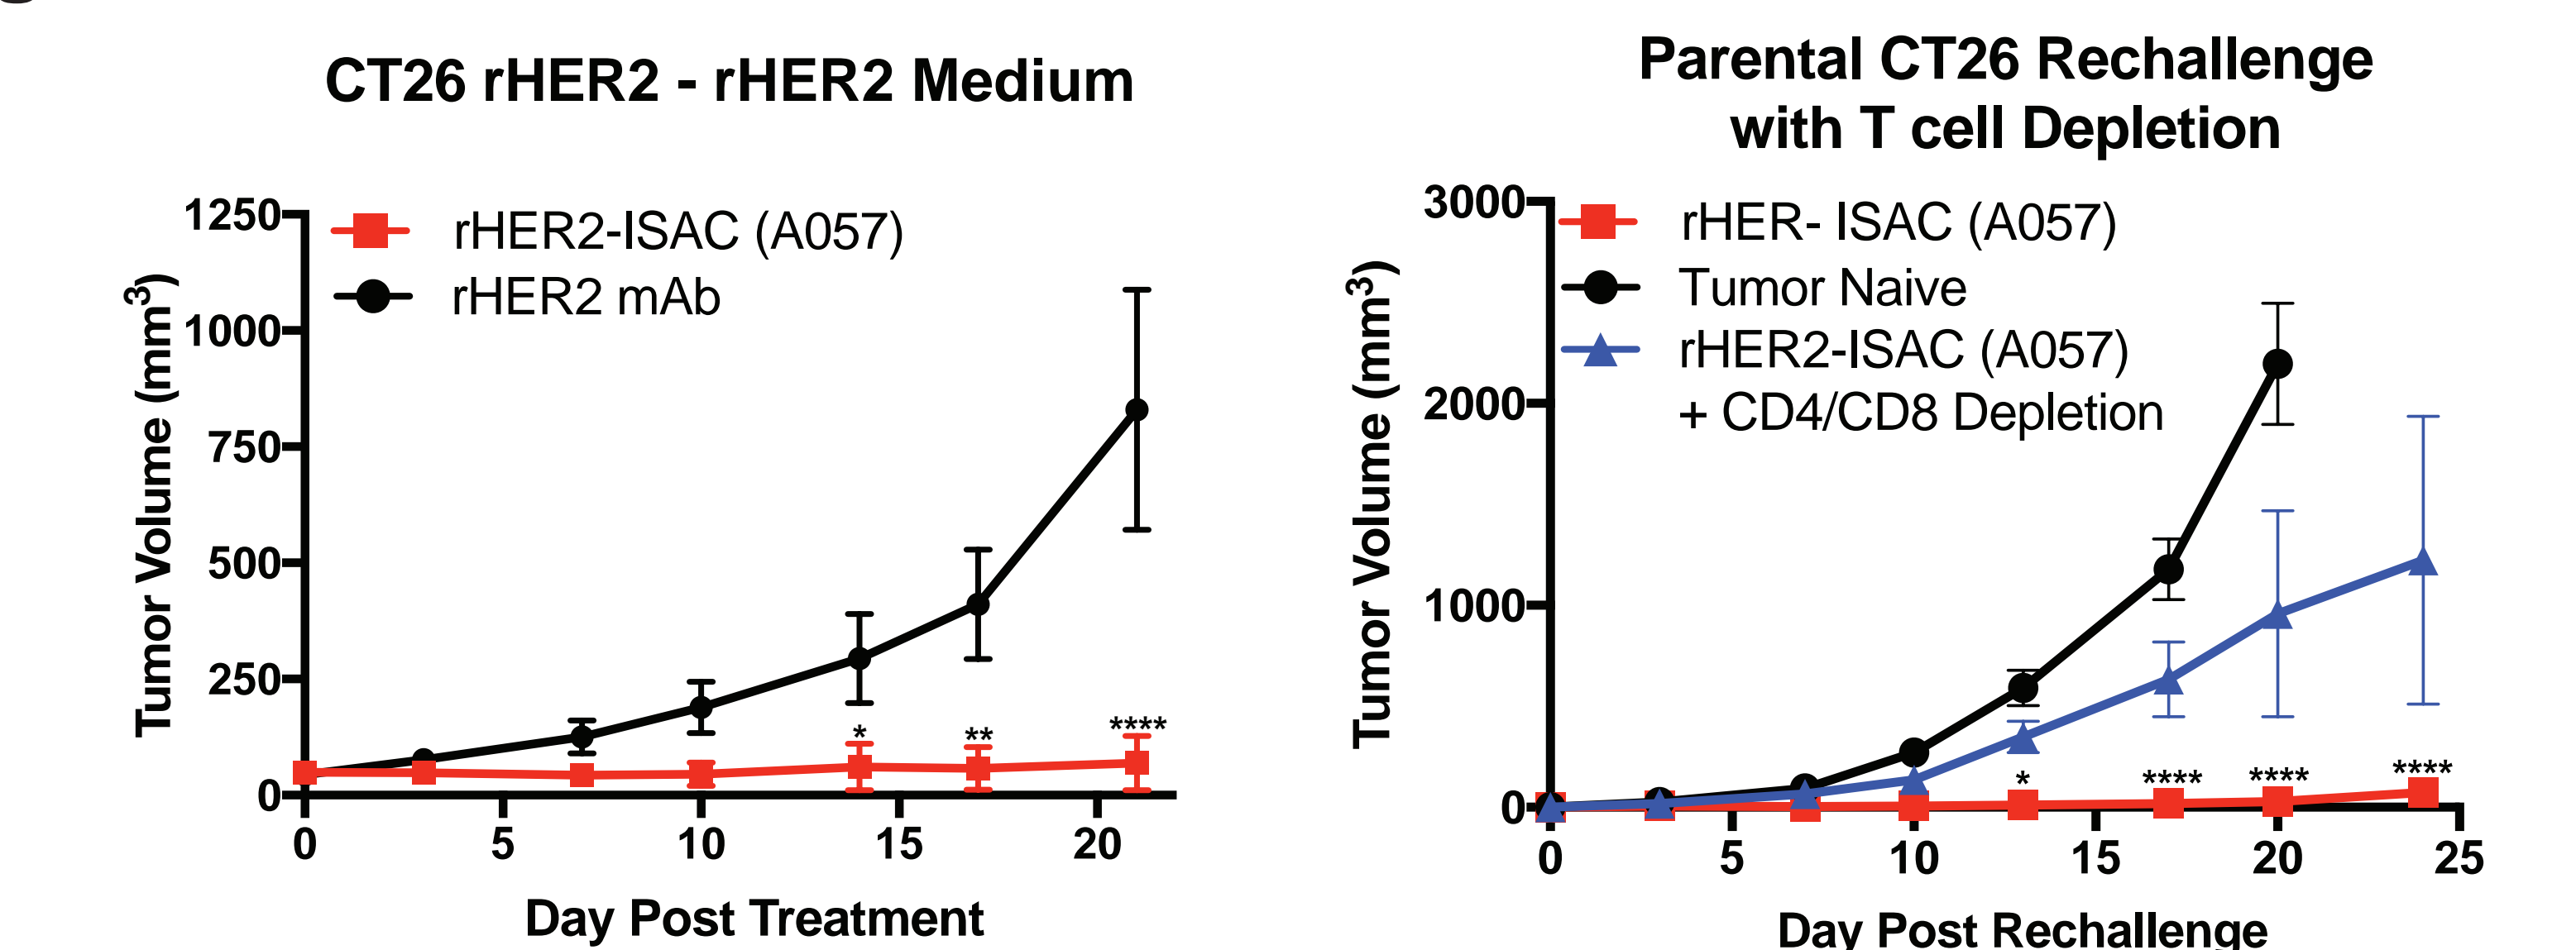 CT26 rHER2 - rHER2 Medium
Tumor Volume (mm3)
1250
1000
750
500
250
0
rHER2-ISAC (A057)
rHER2 mAb
*
**
****
0 5 10 15 20
Day Post Treatment
Parental CT26 Rechallenge
with T cell Depletion
Tumor Volume (mm3)
3000
2000
1000
0
rHER- ISAC (A057)
Tumor Naive
rHER2-ISAC (A057)
+ CD4/CD8 Depletion
*
****
****
****
0 5 10 15 20 25
Day Post Rechallenge